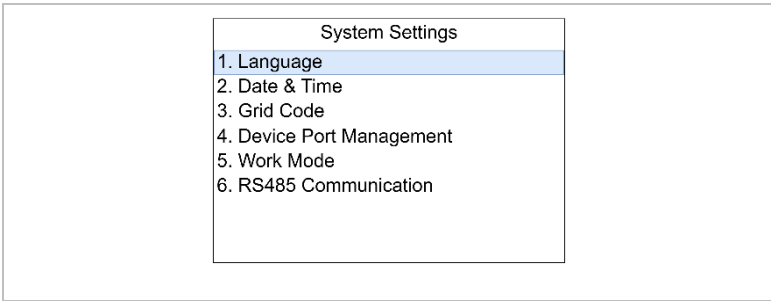 System Settings
1. Language
2. Date & Time
3. Grid Code
4. Device Port Management
5. Work Mode
6. RS485 Communication